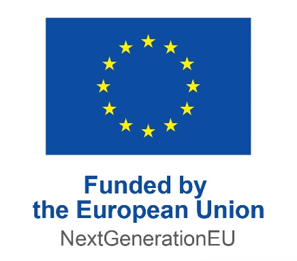 Funded by
the European Union
NextGenerationEU